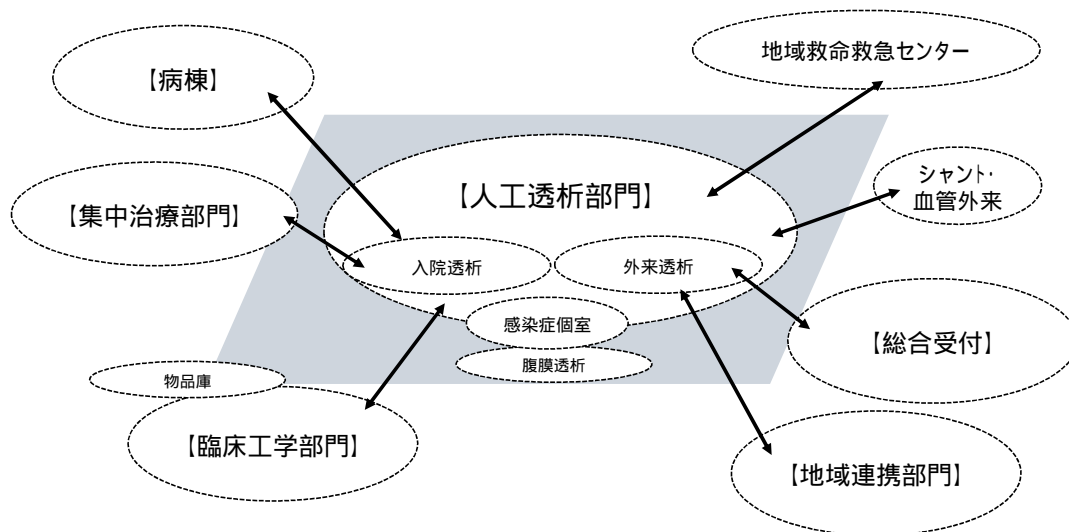 【病棟】
地域救命救急センター
【人工透析部門】
シャント・
血管外来
【集中治療部門】
入院透析
外来透析
感染症個室
【総合受付】
腹膜透析
物品庫
【臨床工学部門】
【地域連携部門】